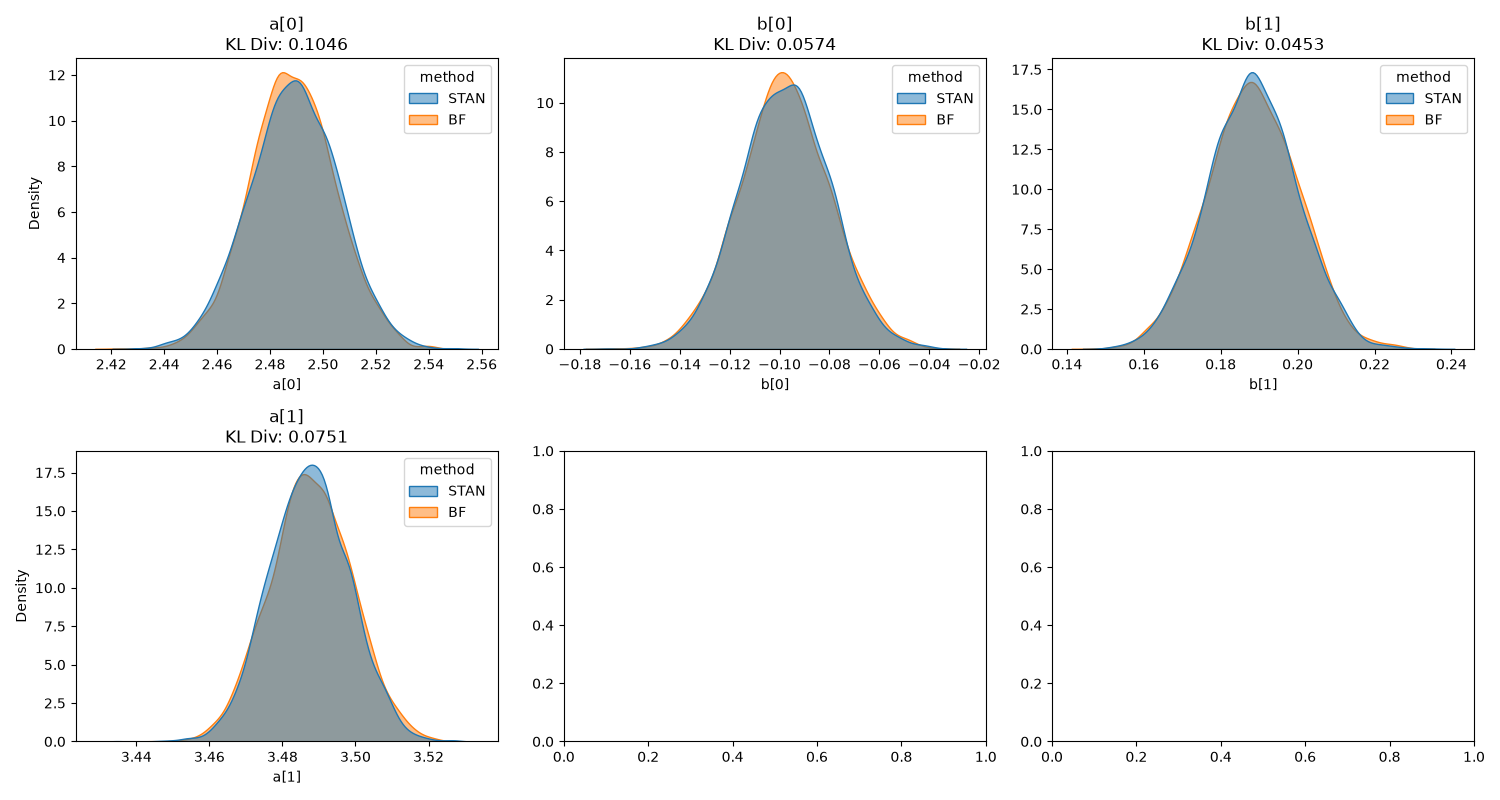 a[0]
KL Div: 0.1046
Density
12
10
8
6
4
2
0
method
STAN
BF
2.42 2.44 2.46 2.48 2.50 2.52 2.54 2.56
a[0]
b[0]
KL Div: 0.0574
10
8
6
4
2
0
method
STAN
BF
−0.18 −0.16 −0.14 −0.12 −0.10 −0.08 −0.06 −0.04 −0.02
b[0]
b[1]
KL Div: 0.0453
17.5
15.0
12.5
10.0
7.5
5.0
2.5
0.0
method
STAN
BF
0.14 0.16 0.18 0.20 0.22 0.24
b[1]
a[1]
KL Div: 0.0751
Density
17.5
15.0
12.5
10.0
7.5
5.0
2.5
0.0
method
STAN
BF
3.44 3.46 3.48 3.50 3.52
a[1]
1.0
0.8
0.6
0.4
0.2
0.0
0.0 0.2 0.4 0.6 0.8 1.0
1.0
0.8
0.6
0.4
0.2
0.0
0.0 0.2 0.4 0.6 0.8 1.0